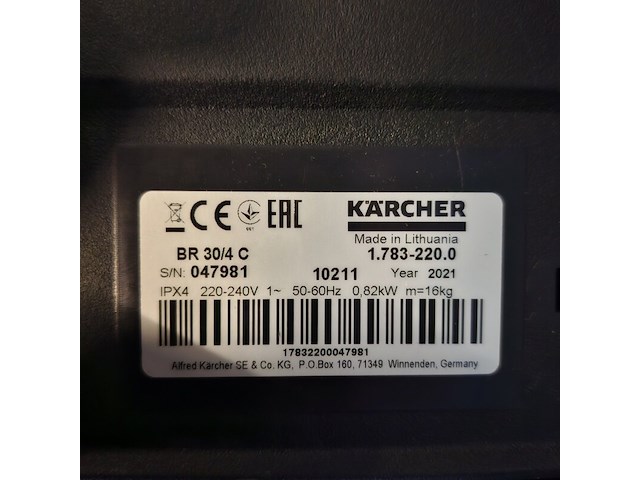 CE EAC KÄRCHER
Made in Lithuania
BR 30/4 C 1.783-220.0
S/N: 047981 10211 Year 2021
IPX4 220-240V 1~ 50-60Hz 0,82kW m=16kg
17832200047981
Alfred Kärcher SE & Co. KG, P.O.Box 160, 71349 Winnenden, Germany